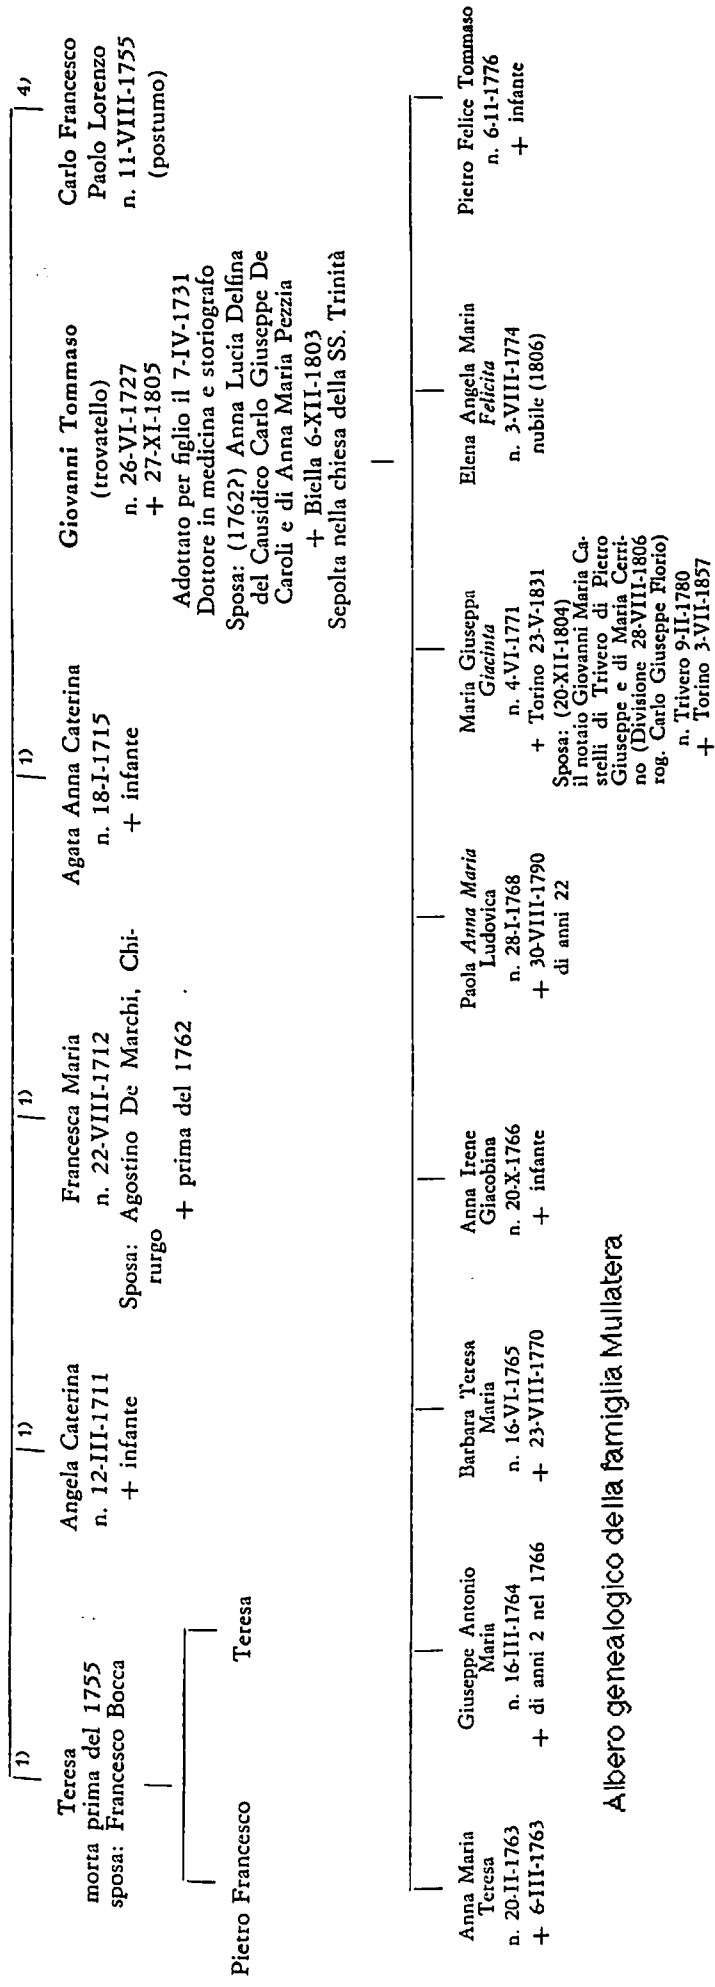 1)
Teresa
morta prima del 1755
sposa: Francesco Bocca
Pietro Francesco
Teresa
1)
Angela Caterina
n. 12-III-1711
+ infante
1)
Francesca Maria
n. 22-VIII-1712
Sposa: Agostino De Marchi, Chi-
rurgo
+ prima del 1762
1)
Agata Anna Caterina
n. 18-I-1715
+ infante
Giovanni Tommaso
(trovatello)
n. 26-VI-1727
+ 27-XI-1805
Adottato per figlio il 7-IV-1731
Dottore in medicina e storiografo
Sposa: (1762?) Anna Lucia Delfina
del Causidico Carlo Giuseppe De
Caroli e di Anna Maria Pezzia
+ Biella 6-XII-1803
Sepolta nella chiesa della SS. Trinità
4)
Carlo Francesco
Paolo Lorenzo
n. 11-VIII-1755
(postumo)
Anna Maria
Teresa
n. 20-II-1763
+ 6-III-1763
Giuseppe Antonio
Maria
n. 16-III-1764
+ di anni 2 nel 1766
Barbara Teresa
Maria
n. 16-VI-1765
+ 23-VIII-1770
Anna Irene
Giacobina
n. 20-X-1766
+ infante
Paola Anna Maria
Ludovica
n. 28-I-1768
+ 30-VIII-1790
di anni 22
Maria Giuseppa
Giacinta
n. 4-VI-1771
+ Torino 23-V-1831
Sposa: (20-XII-1804)
il notaio Giovanni Maria Ca-
stelli di Trivero di Pietro
Giuseppe e di Maria Cerri-
no (Divisione 28-VIII-1806
rog. Carlo Giuseppe Florio)
n. Trivero 9-II-1780
+ Torino 3-VII-1857
Elena Angela Maria
Felicita
n. 3-VIII-1774
nubile (1806)
Pietro Felice Tommaso
n. 6-11-1776
+ infante
Albero genealogico della famiglia Mullatera